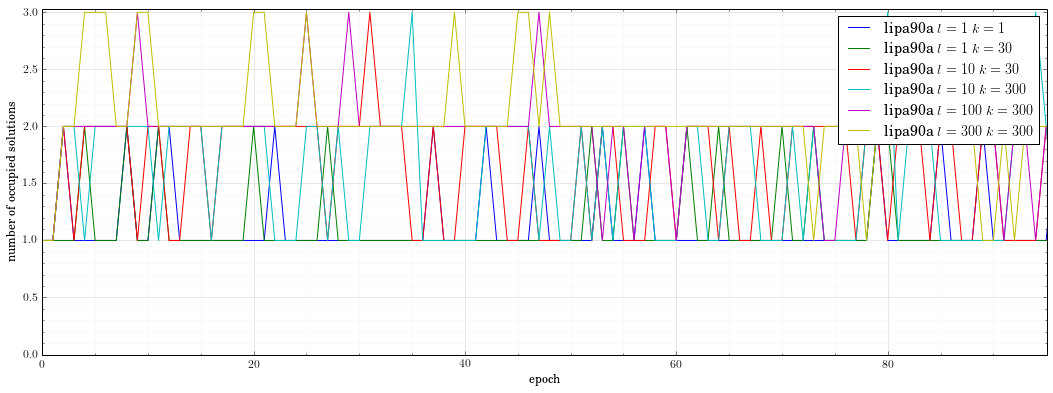 3.0
2.5
2.0
1.5
1.0
0.5
0.0
number of occupied solutions
lipa90a l = 1 k = 1
lipa90a l = 1 k = 30
lipa90a l = 10 k = 30
lipa90a l = 10 k = 300
lipa90a l = 100 k = 300
lipa90a l = 300 k = 300
0 20 40 60 80
epoch